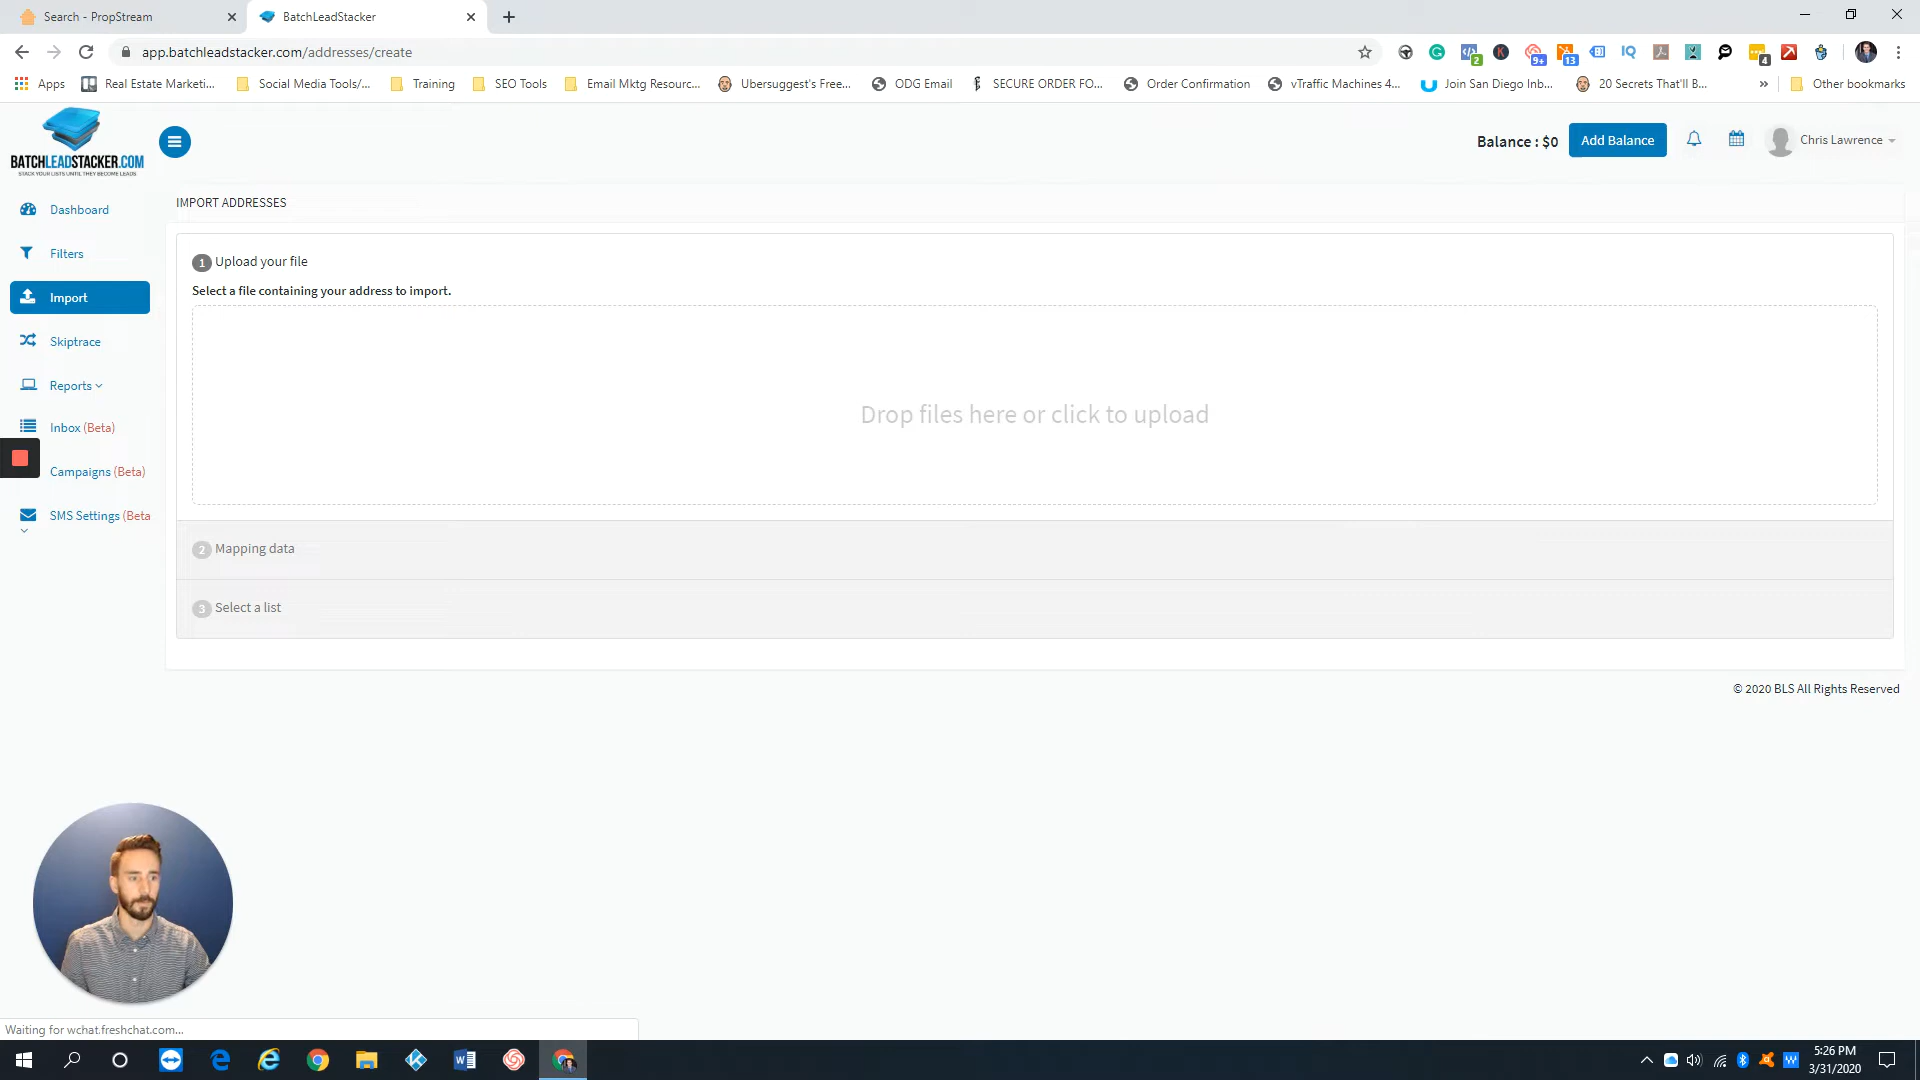 Search - PropStream
BatchLeadStacker
app.batchleadstacker.com/addresses/create
2
K
9+
13
IQ
4
Apps
Real Estate Marketi...
Social Media Tools/...
Training
SEO Tools
Email Mktg Resourc...
Ubersuggest's Free...
ODG Email
SECURE ORDER FO...
Order Confirmation
vTraffic Machines 4...
Join San Diego Inb...
20 Secrets That'll B...
»
Other bookmarks
BATCHLEADSTACKER.COM
STACK YOUR LISTS UNTIL THEY BECOME LEADS
Balance : $0
Add Balance
Chris Lawrence
Dashboard
Filters
Import
Skiptrace
Reports
Inbox (Beta)
Campaigns (Beta)
SMS Settings (Beta
IMPORT ADDRESSES
1 Upload your file
Select a file containing your address to import.
Drop files here or click to upload
2 Mapping data
3 Select a list
© 2020 BLS All Rights Reserved
Waiting for wchat.freshchat.com...
5:26 PM
3/31/2020